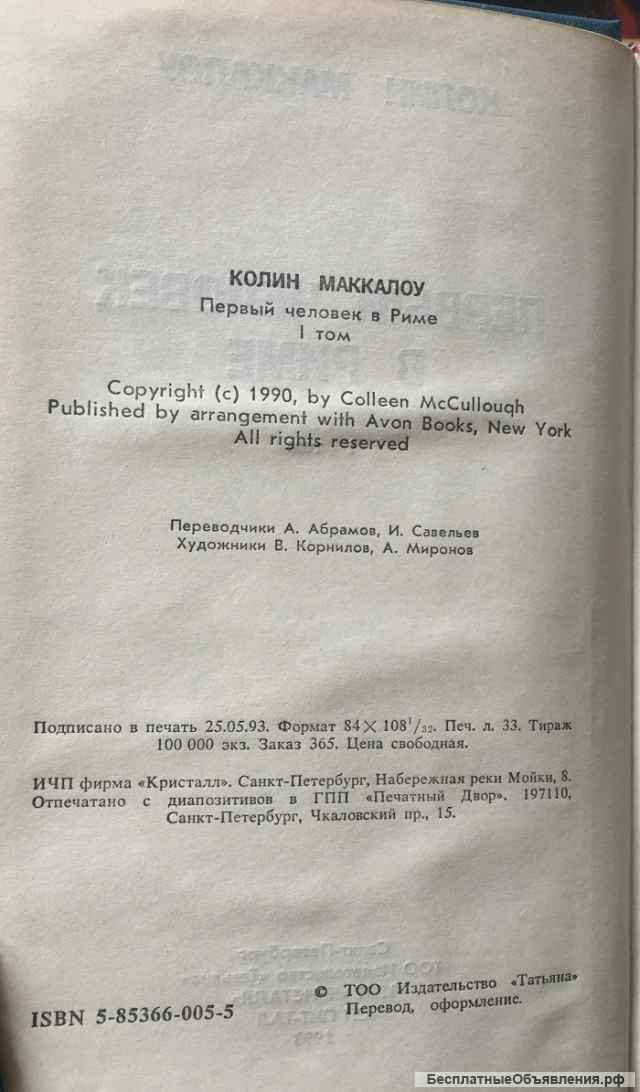 КОЛИН МАККАЛОУ
Первый человек в Риме
I том
Copyright (c) 1990, by Colleen McCullouqh
Published by arrangement with Avon Books, New York
All rights reserved
Переводчики А. Абрамов, И. Савельев
Художники В. Корнилов, А. Миронов
Подписано в печать 25.05.93. Формат 84×108¹/₃₂. Печ. л. 33. Тираж
100 000 экз. Заказ 365. Цена свободная.
ИЧП фирма «Кристалл». Санкт-Петербург, Набережная реки Мойки, 8.
Отпечатано с диапозитивов в ГПП «Печатный Двор». 197110,
Санкт-Петербург, Чкаловский пр., 15.
ISBN 5-85366-005-5
© ТОО Издательство «Татьяна»
Перевод, оформление.
БесплатныеОбъявления.рф